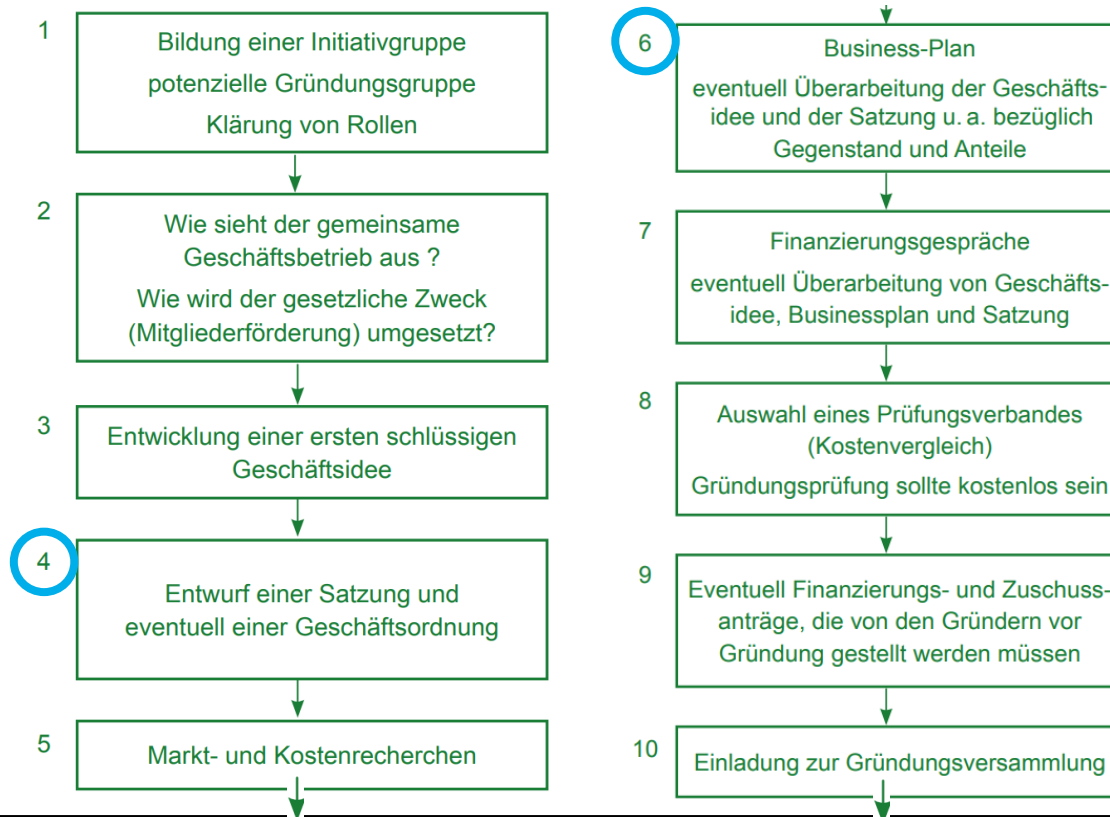 1
Bildung einer Initiativgruppe
potenzielle Gründungsgruppe
Klärung von Rollen
2
Wie sieht der gemeinsame
Geschäftsbetrieb aus ?
Wie wird der gesetzliche Zweck
(Mitgliederförderung) umgesetzt?
3
Entwicklung einer ersten schlüssigen
Geschäftsidee
4
Entwurf einer Satzung und
eventuell einer Geschäftsordnung
5
Markt- und Kostenrecherchen
6
Business-Plan
eventuell Überarbeitung der Geschäfts-
idee und der Satzung u. a. bezüglich
Gegenstand und Anteile
7
Finanzierungsgespräche
eventuell Überarbeitung von Geschäfts-
idee, Businessplan und Satzung
8
Auswahl eines Prüfungsverbandes
(Kostenvergleich)
Gründungsprüfung sollte kostenlos sein
9
Eventuell Finanzierungs- und Zuschuss-
anträge, die von den Gründern vor
Gründung gestellt werden müssen
10
Einladung zur Gründungsversammlung